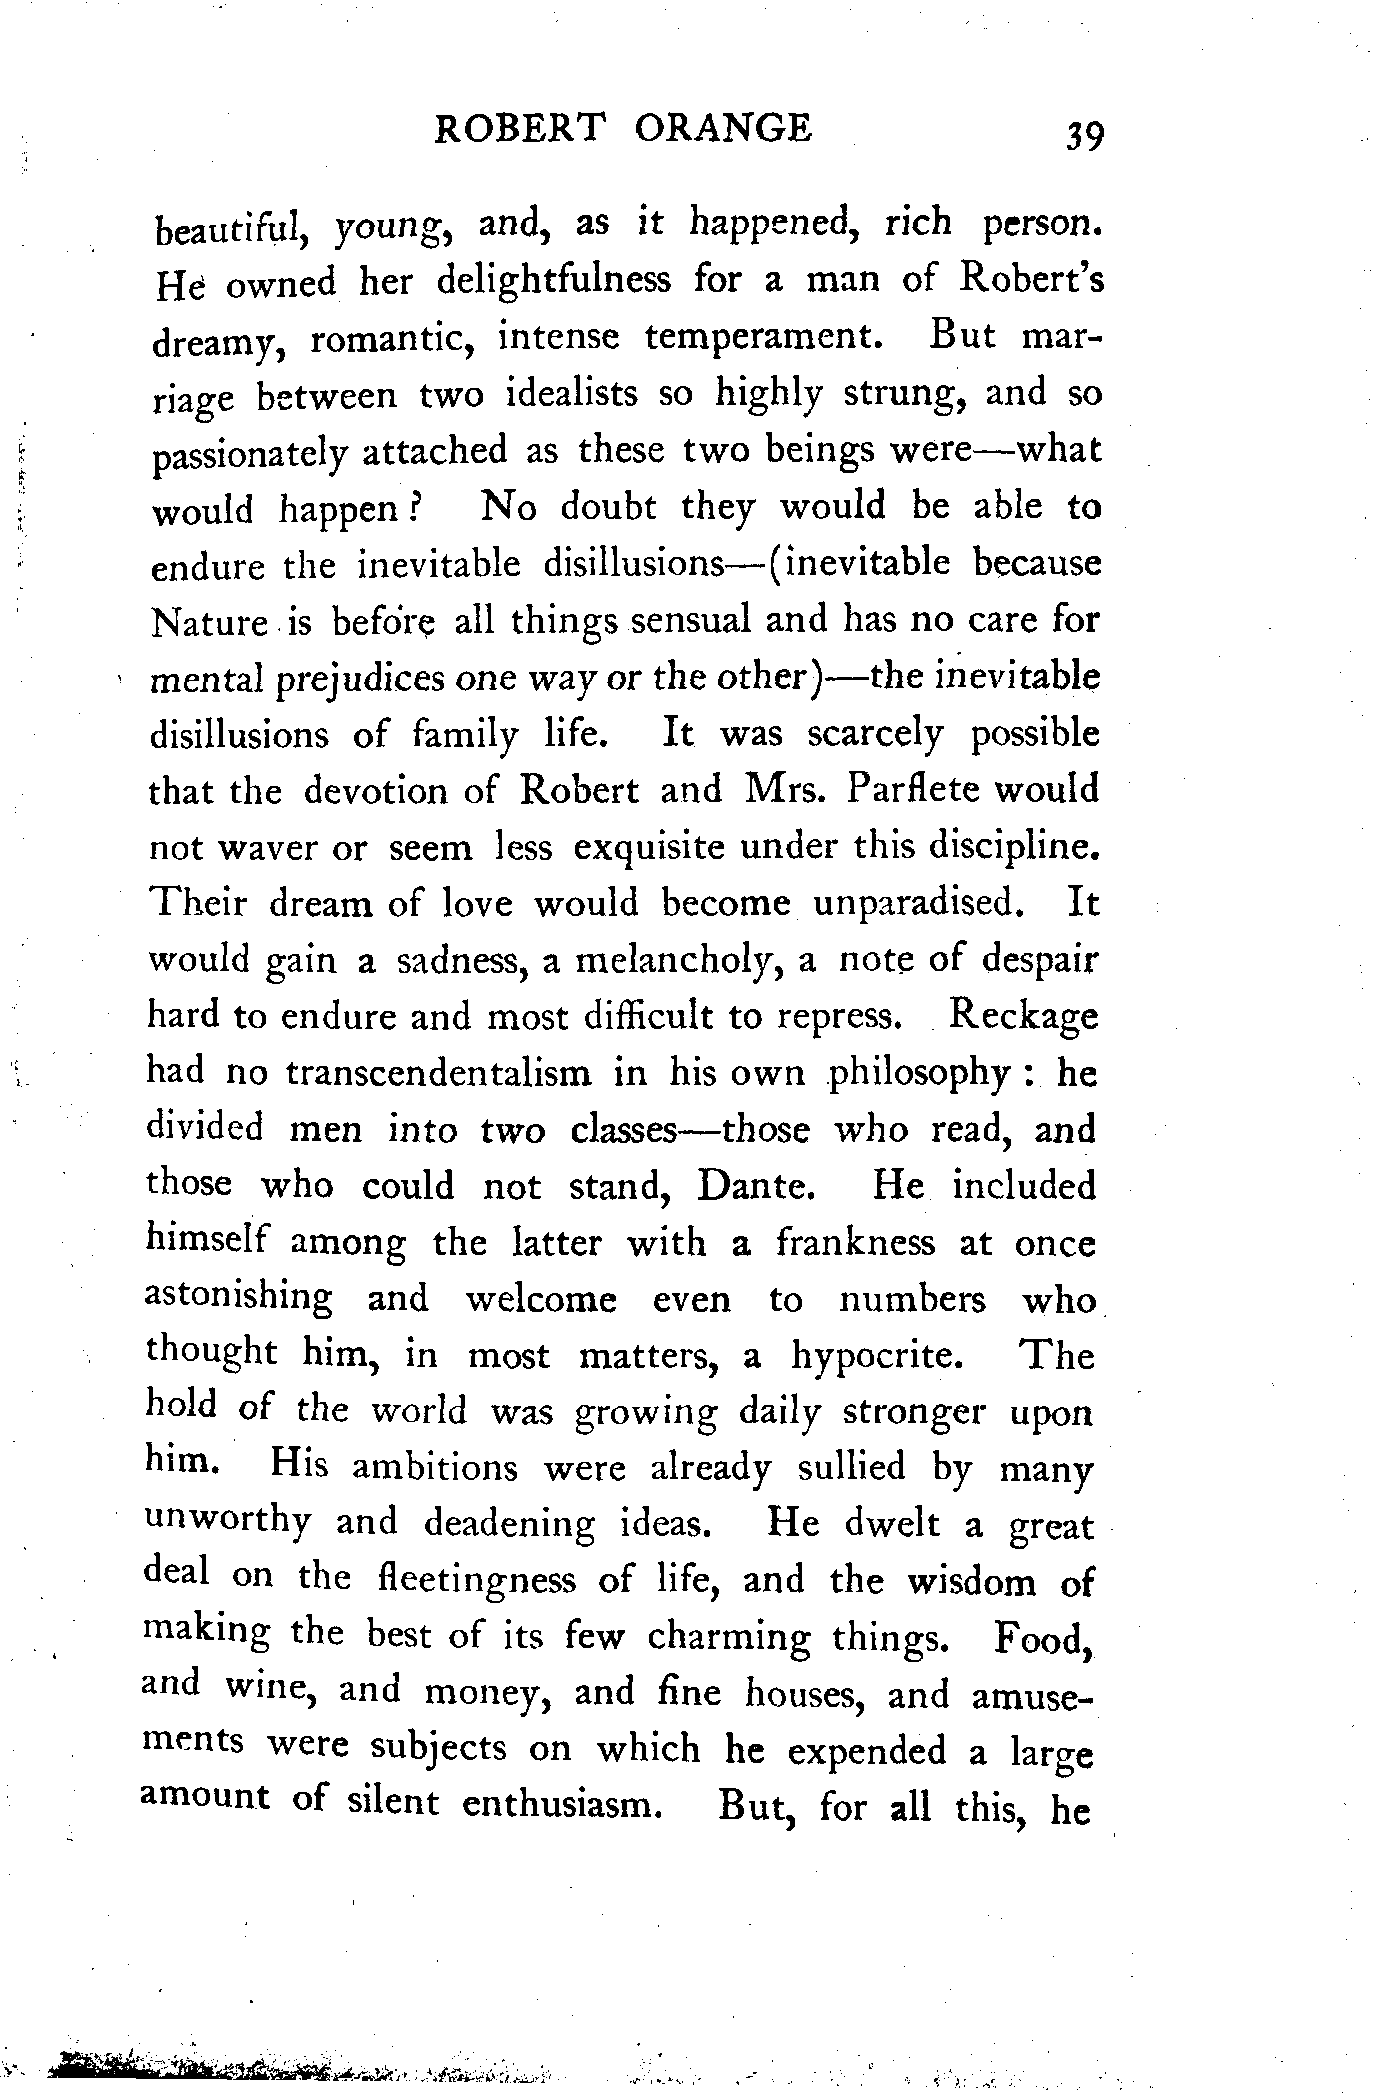 ROBERT ORANGE 39
beautiful, young, and, as it happened, rich person.
He owned her delightfulness for a man of Robert's
dreamy, romantic, intense temperament. But mar-
riage between two idealists so highly strung, and so
passionately attached as these two beings were—what
would happen ? No doubt they would be able to
endure the inevitable disillusions—(inevitable because
Nature is before all things sensual and has no care for
mental prejudices one way or the other)—the inevitable
disillusions of family life. It was scarcely possible
that the devotion of Robert and Mrs. Parflete would
not waver or seem less exquisite under this discipline.
Their dream of love would become unparadised. It
would gain a sadness, a melancholy, a note of despair
hard to endure and most difficult to repress. Reckage
had no transcendentalism in his own philosophy : he
divided men into two classes—those who read, and
those who could not stand, Dante. He included
himself among the latter with a frankness at once
astonishing and welcome even to numbers who
thought him, in most matters, a hypocrite. The
hold of the world was growing daily stronger upon
him. His ambitions were already sullied by many
unworthy and deadening ideas. He dwelt a great
deal on the fleetingness of life, and the wisdom of
making the best of its few charming things. Food,
and wine, and money, and fine houses, and amuse-
ments were subjects on which he expended a large
amount of silent enthusiasm. But, for all this, he